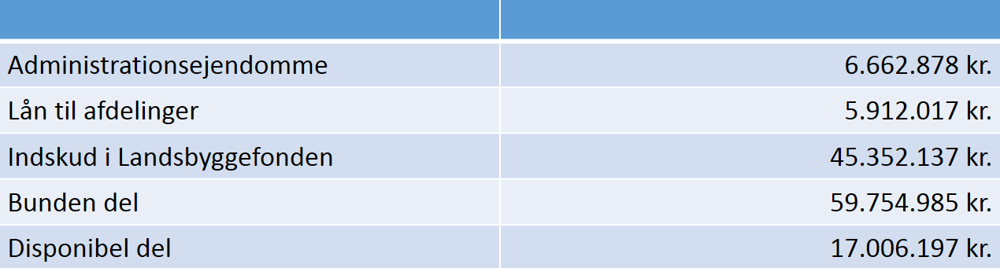 Administrationsejendomme 6.662.878 kr.
Lån til afdelinger 5.912.017 kr.
Indskud i Landsbyggefonden 45.352.137 kr.
Bunden del 59.754.985 kr.
Disponibel del 17.006.197 kr.